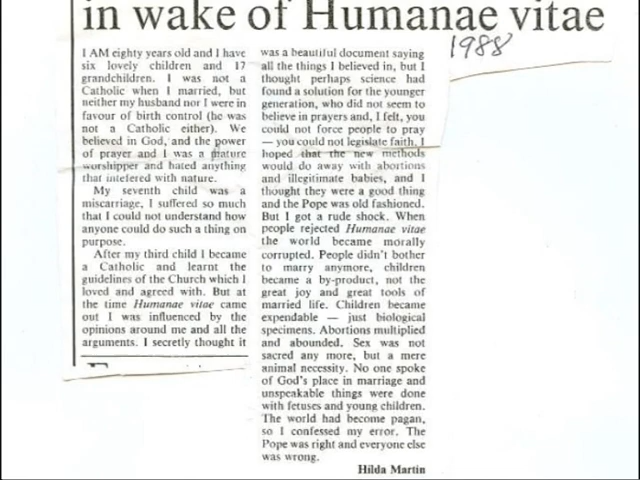 in wake of Humanae vitae
1988
I AM eighty years old and I have
six lovely children and 17
grandchildren. I was not a
Catholic when I married, but
neither my husband nor I were in
favour of birth control (he was
not a Catholic either). We
believed in God, and the power
of prayer and I was a mature
worshipper and hated anything
that intefered with nature.
My seventh child was a
miscarriage, I suffered so much
that I could not understand how
anyone could do such a thing on
purpose.
After my third child I became
a Catholic and learnt the
guidelines of the Church which I
loved and agreed with. But at
the time Humanae vitae came
out I was influenced by the
opinions around me and all the
arguments. I secretly thought it
was a beautiful document saying
all the things I believed in, but I
thought perhaps science had
found a solution for the younger
generation, who did not seem to
believe in prayers and, I felt, you
could not force people to pray
— you could not legislate faith. I
hoped that the new methods
would do away with abortions
and illegitimate babies, and I
thought they were a good thing
and the Pope was old fashioned.
But I got a rude shock. When
people rejected Humanae vitae
the world became morally
corrupted. People didn't bother
to marry anymore, children
became a by-product, not the
great joy and great tools of
married life. Children became
expendable — just biological
specimens. Abortions multiplied
and abounded. Sex was not
sacred any more, but a mere
animal necessity. No one spoke
of God's place in marriage and
unspeakable things were done
with fetuses and young children.
The world had become pagan,
so I confessed my error. The
Pope was right and everyone else
was wrong.
Hilda Martin